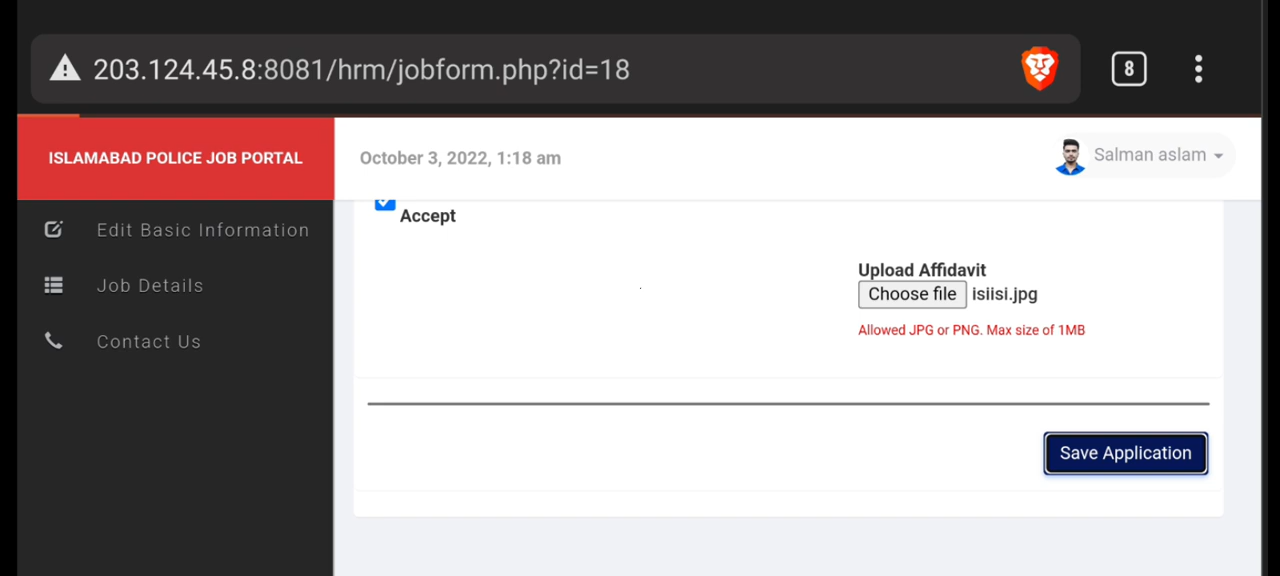 203.124.45.8:8081/hrm/jobform.php?id=18
8
ISLAMABAD POLICE JOB PORTAL
October 3, 2022, 1:18 am
Salman aslam
Edit Basic Information
Job Details
Contact Us
Accept
Upload Affidavit
Choose file isiisi.jpg
Allowed JPG or PNG. Max size of 1MB
Save Application